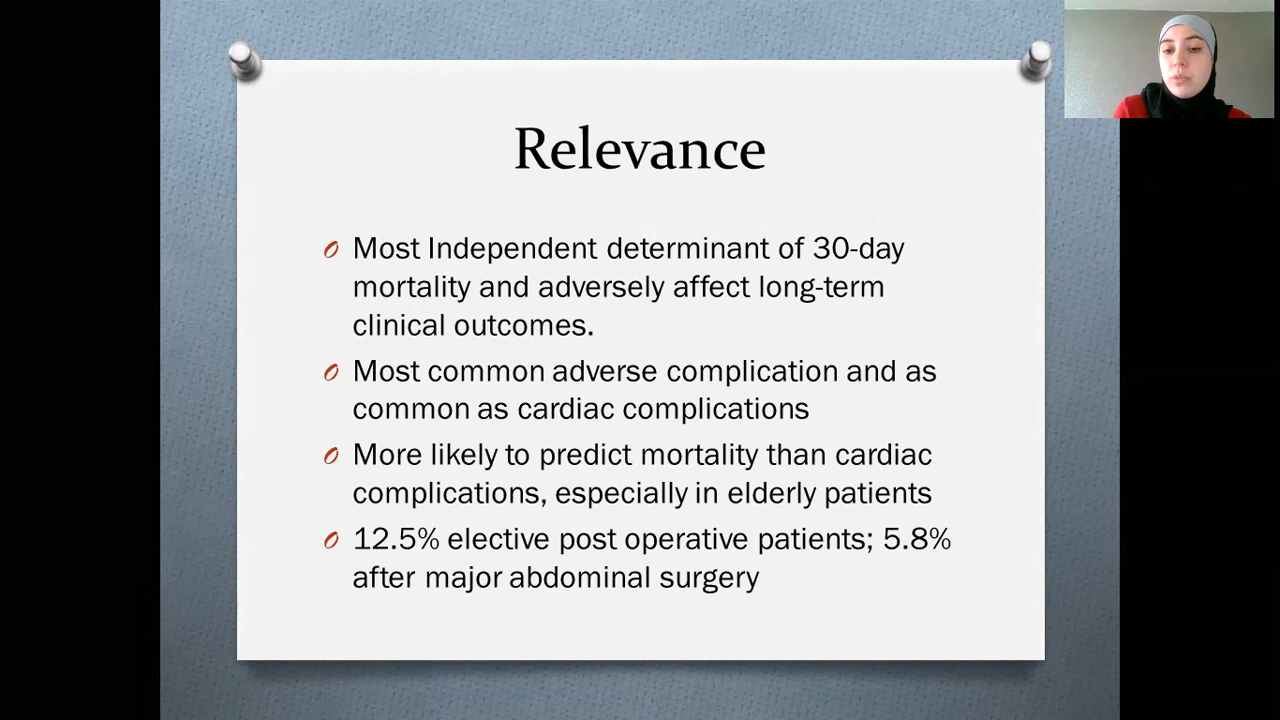 Relevance
Most Independent determinant of 30-day
mortality and adversely affect long-term
clinical outcomes.
Most common adverse complication and as
common as cardiac complications
More likely to predict mortality than cardiac
complications, especially in elderly patients
12.5% elective post operative patients; 5.8%
after major abdominal surgery